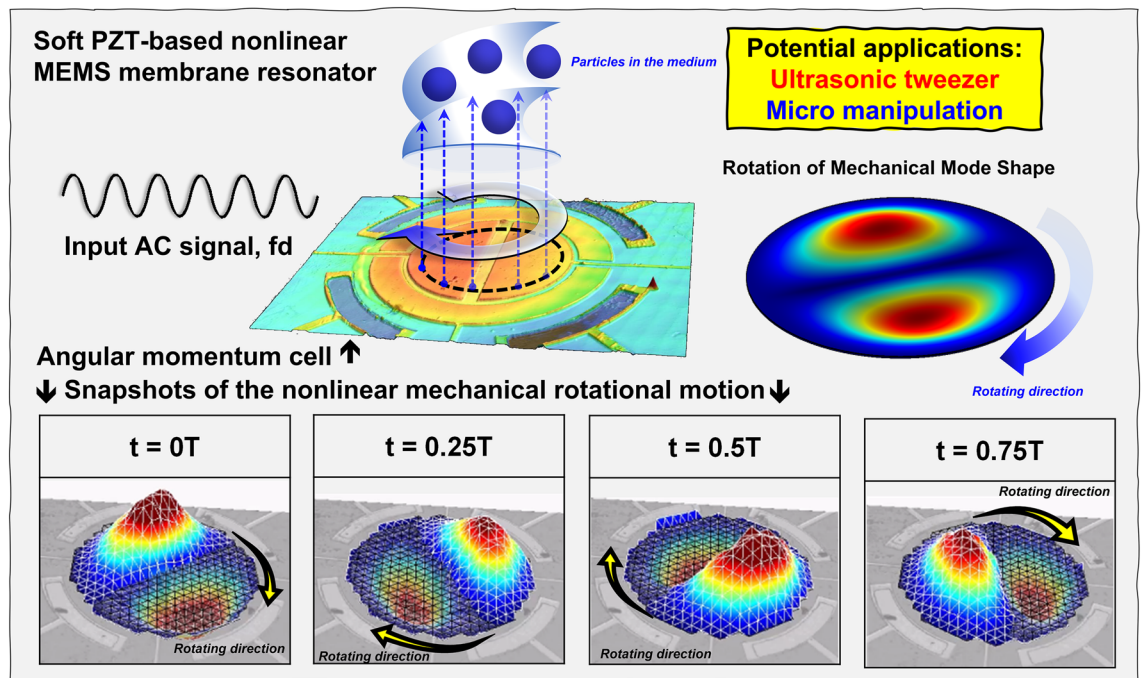 Soft PZT-based nonlinear
MEMS membrane resonator
Particles in the medium
Potential applications:
Ultrasonic tweezer
Micro manipulation
Rotation of Mechanical Mode Shape
Input AC signal, fd
Rotating direction
Angular momentum cell ↑
↓ Snapshots of the nonlinear mechanical rotational motion ↓
t = 0T
t = 0.25T
t = 0.5T
t = 0.75T
Rotating direction
Rotating direction
Rotating direction
Rotating direction